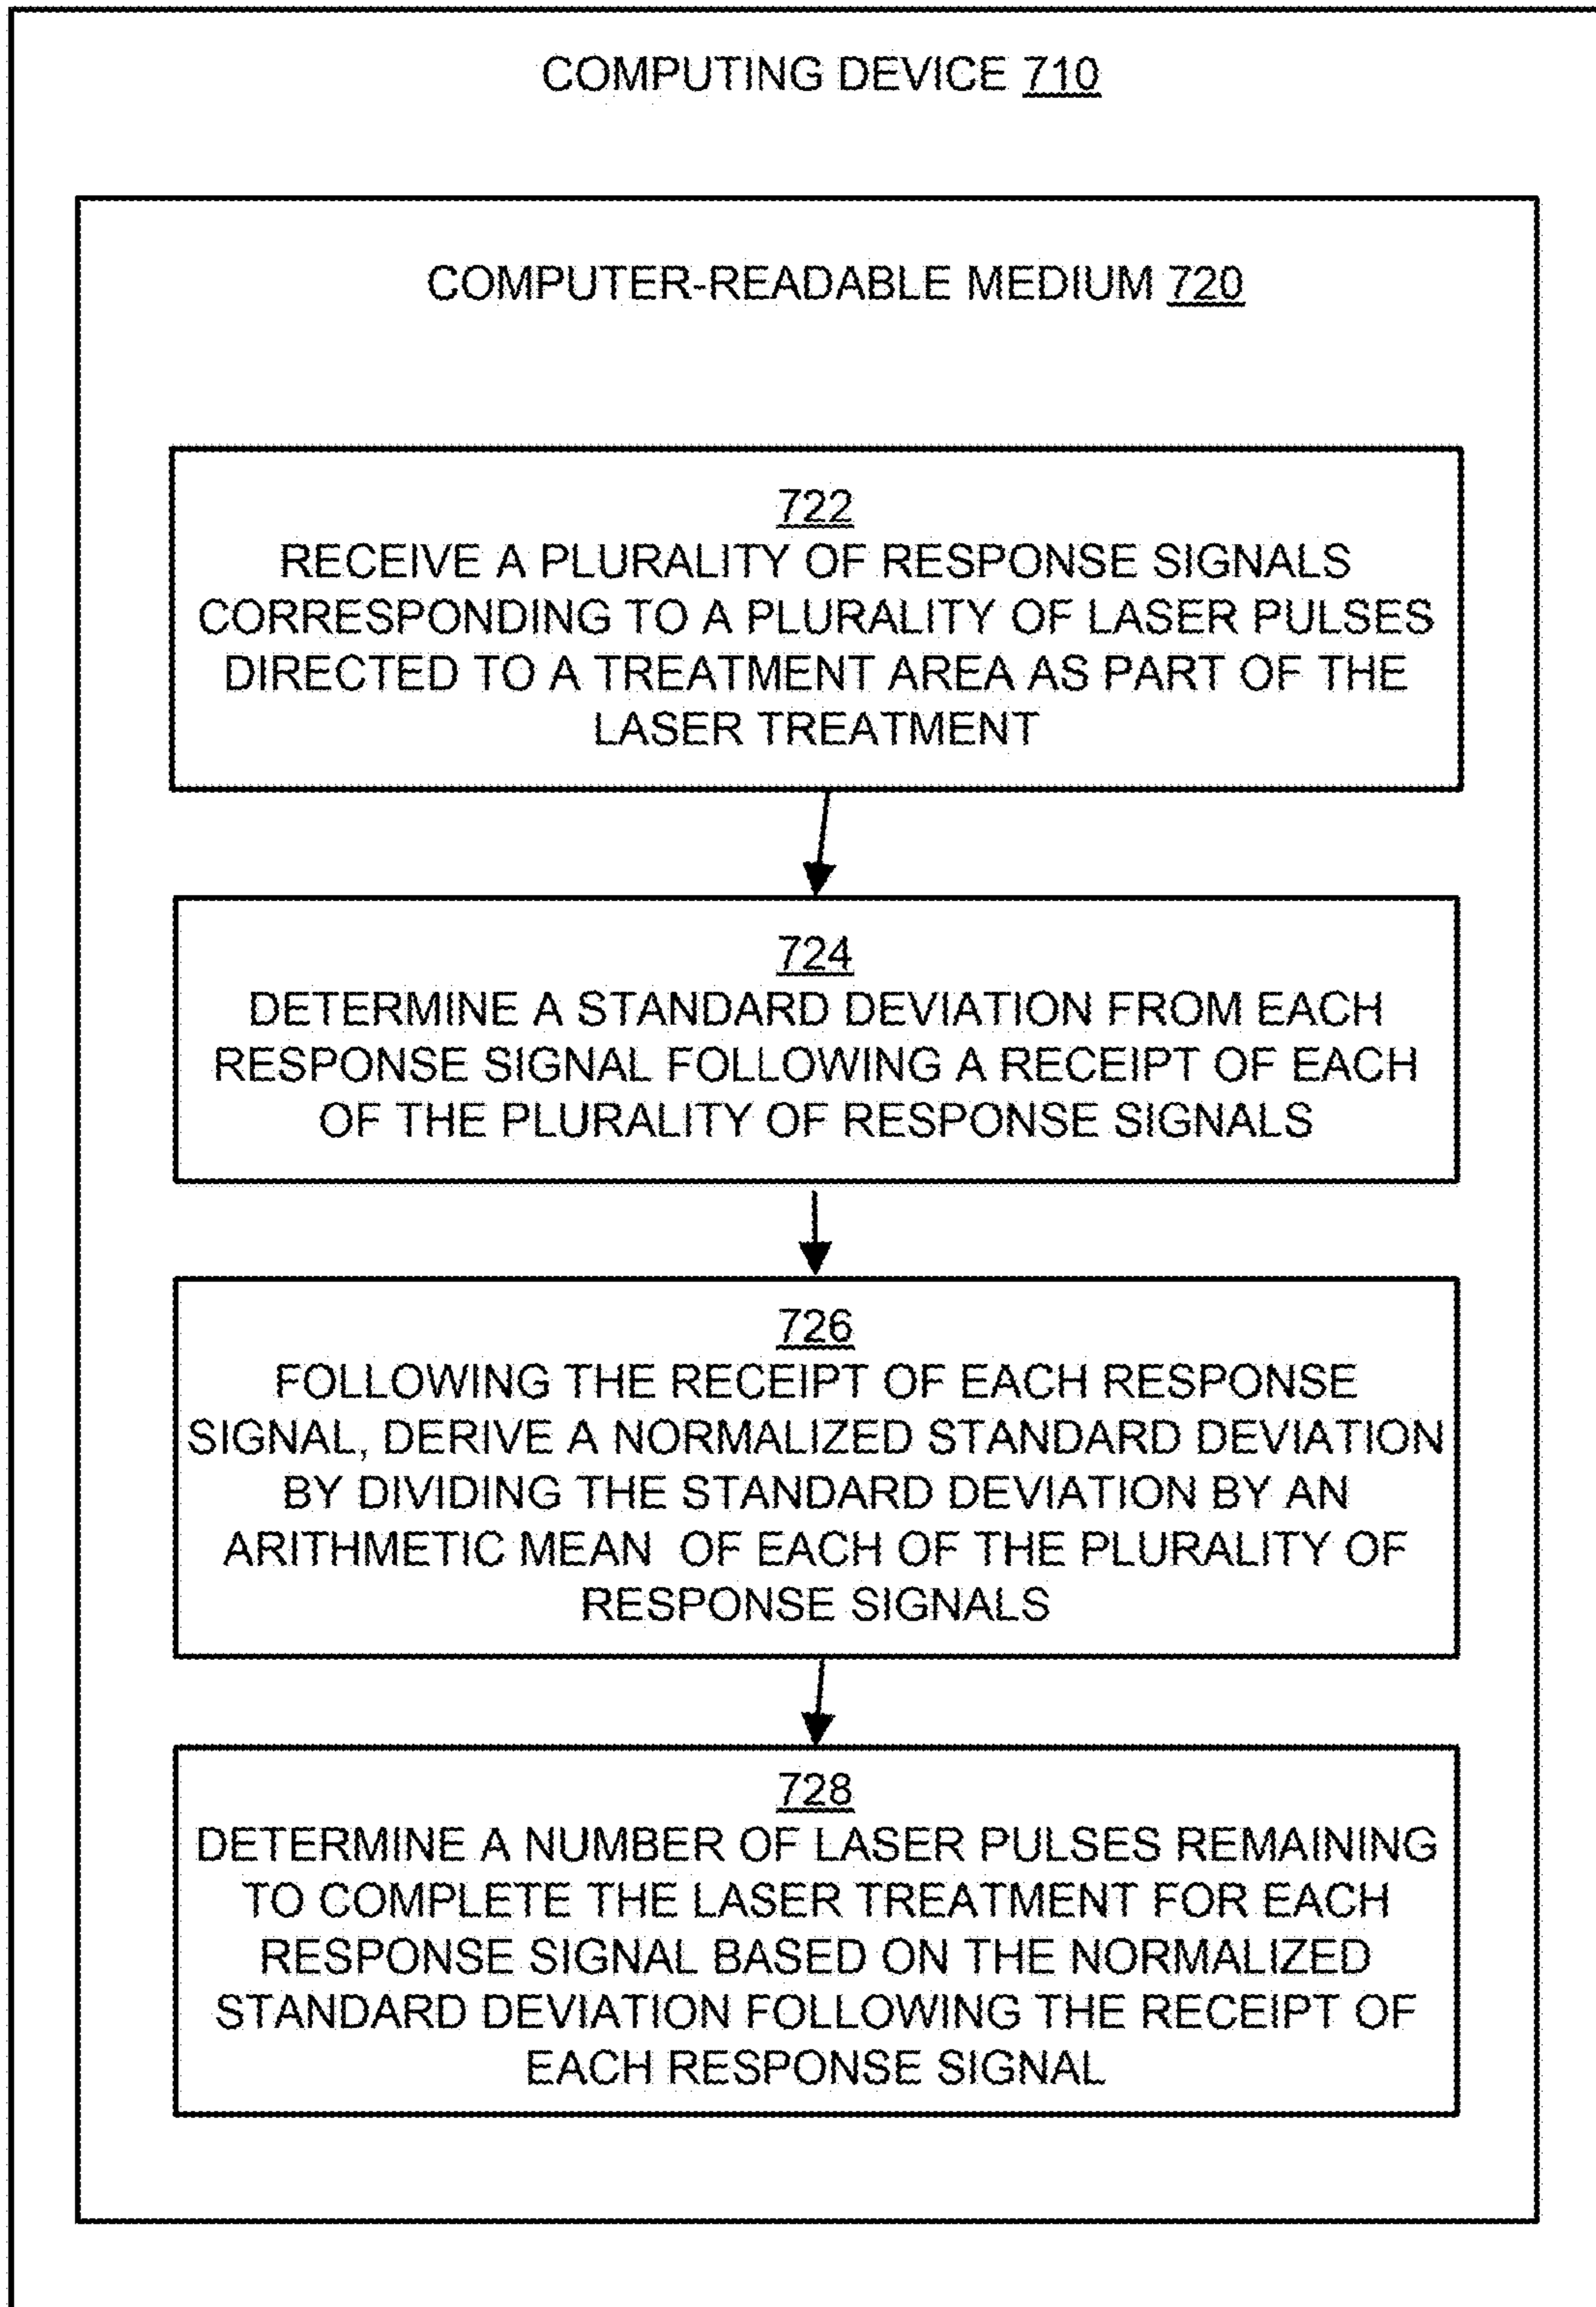 COMPUTING DEVICE 710
COMPUTER-READABLE MEDIUM 720
722
RECEIVE A PLURALITY OF RESPONSE SIGNALS
CORRESPONDING TO A PLURALITY OF LASER PULSES
DIRECTED TO A TREATMENT AREA AS PART OF THE
LASER TREATMENT
724
DETERMINE A STANDARD DEVIATION FROM EACH
RESPONSE SIGNAL FOLLOWING A RECEIPT OF EACH
OF THE PLURALITY OF RESPONSE SIGNALS
726
FOLLOWING THE RECEIPT OF EACH RESPONSE
SIGNAL, DERIVE A NORMALIZED STANDARD DEVIATION
BY DIVIDING THE STANDARD DEVIATION BY AN
ARITHMETIC MEAN OF EACH OF THE PLURALITY OF
RESPONSE SIGNALS
728
DETERMINE A NUMBER OF LASER PULSES REMAINING
TO COMPLETE THE LASER TREATMENT FOR EACH
RESPONSE SIGNAL BASED ON THE NORMALIZED
STANDARD DEVIATION FOLLOWING THE RECEIPT OF
EACH RESPONSE SIGNAL